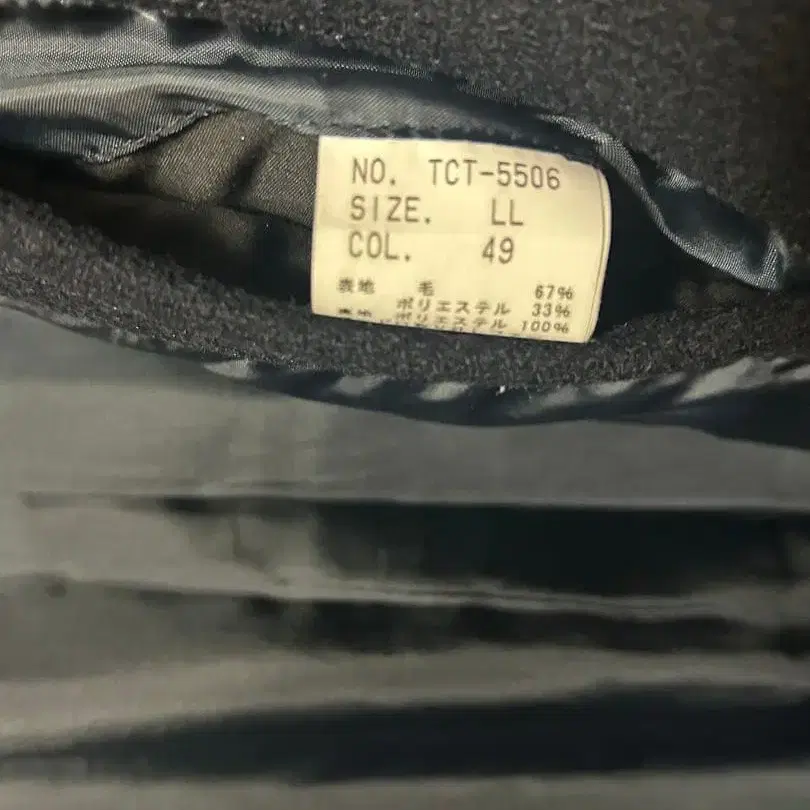 NO. TCT-5506
SIZE. LL
COL. 49
表地 毛 67%
ポリエステル 33%
ポリエステル 100%